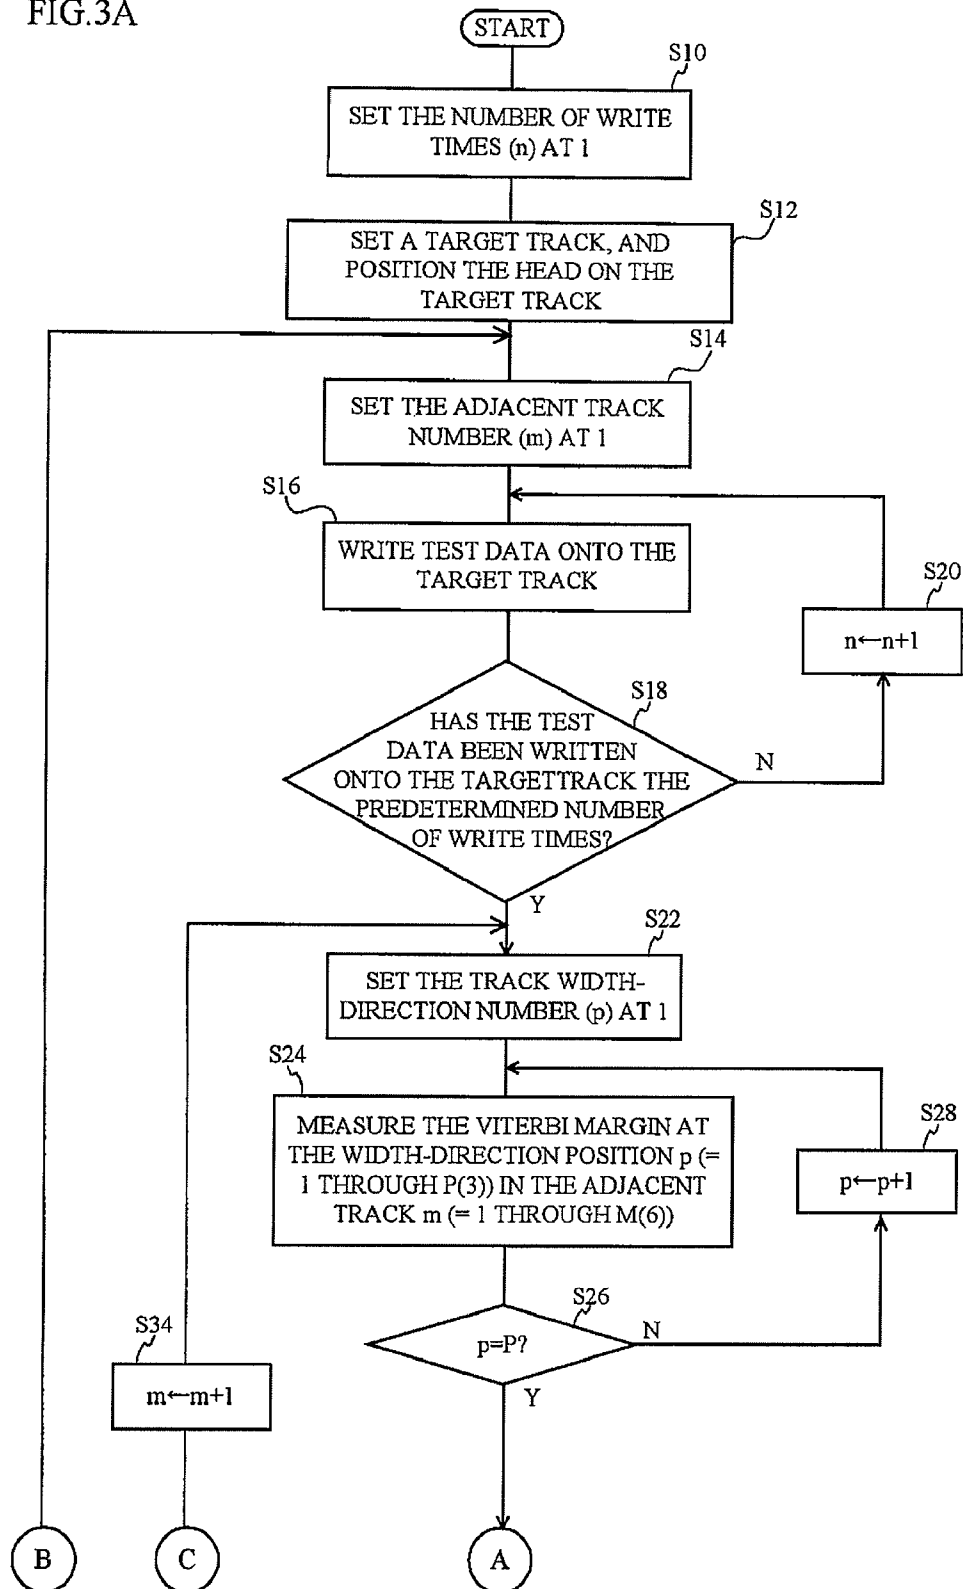 FIG.3A
START
S10
SET THE NUMBER OF WRITE
TIMES (n) AT 1
S12
SET A TARGET TRACK, AND
POSITION THE HEAD ON THE
TARGET TRACK
S14
SET THE ADJACENT TRACK
NUMBER (m) AT 1
S16
WRITE TEST DATA ONTO THE
TARGET TRACK
S20
n←n+1
S18
HAS THE TEST
DATA BEEN WRITTEN
ONTO THE TARGETTRACK THE
PREDETERMINED NUMBER
OF WRITE TIMES?
N
Y
S22
SET THE TRACK WIDTH-
DIRECTION NUMBER (p) AT 1
S24
MEASURE THE VITERBI MARGIN AT
THE WIDTH-DIRECTION POSITION p (=
1 THROUGH P(3)) IN THE ADJACENT
TRACK m (= 1 THROUGH M(6))
S28
p←p+1
S26
p=P?
N
Y
S34
m←m+1
B
C
A